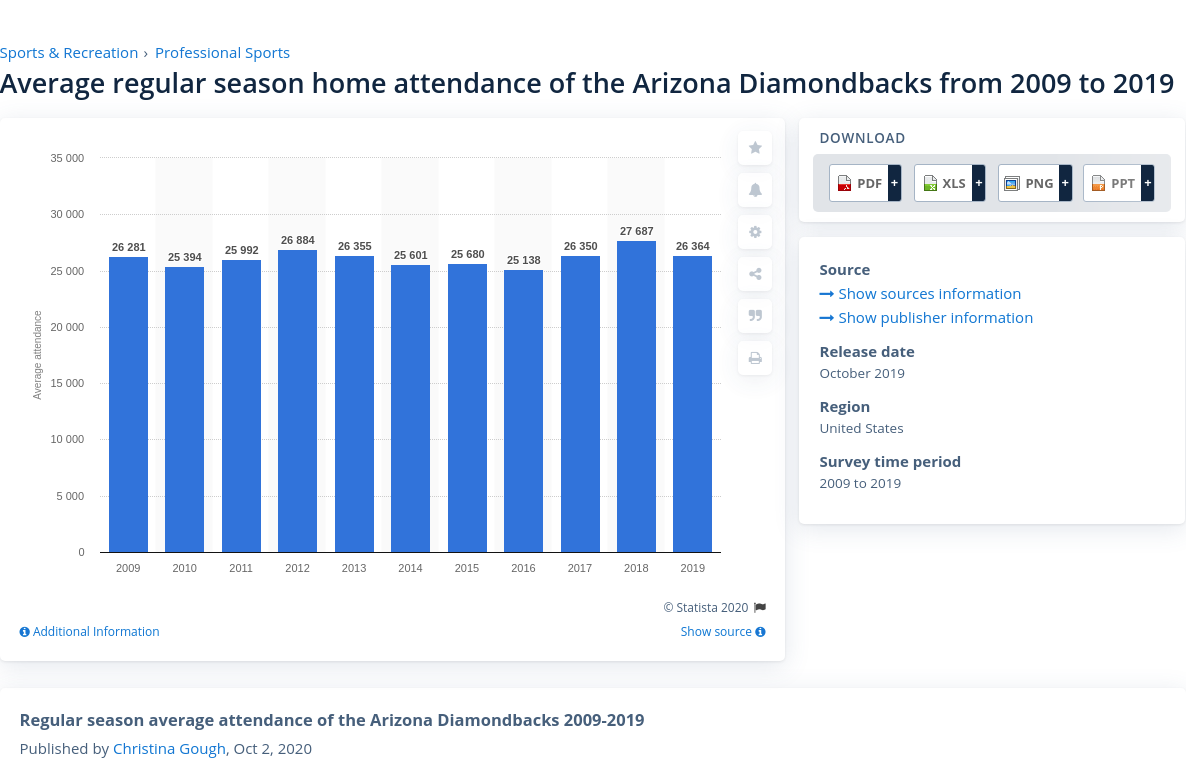 Sports & Recreation › Professional Sports
Average regular season home attendance of the Arizona Diamondbacks from 2009 to 2019
35 000
30 000
25 000
20 000
15 000
10 000
5 000
0
Average attendance
26 281
25 394
25 992
26 884
26 355
25 601
25 680
25 138
26 350
27 687
26 364
2009 2010 2011 2012 2013 2014 2015 2016 2017 2018 2019
© Statista 2020
Additional Information
Show source
DOWNLOAD
PDF + XLS + PNG + PPT +
Source
Show sources information
Show publisher information
Release date
October 2019
Region
United States
Survey time period
2009 to 2019
Regular season average attendance of the Arizona Diamondbacks 2009-2019
Published by Christina Gough, Oct 2, 2020